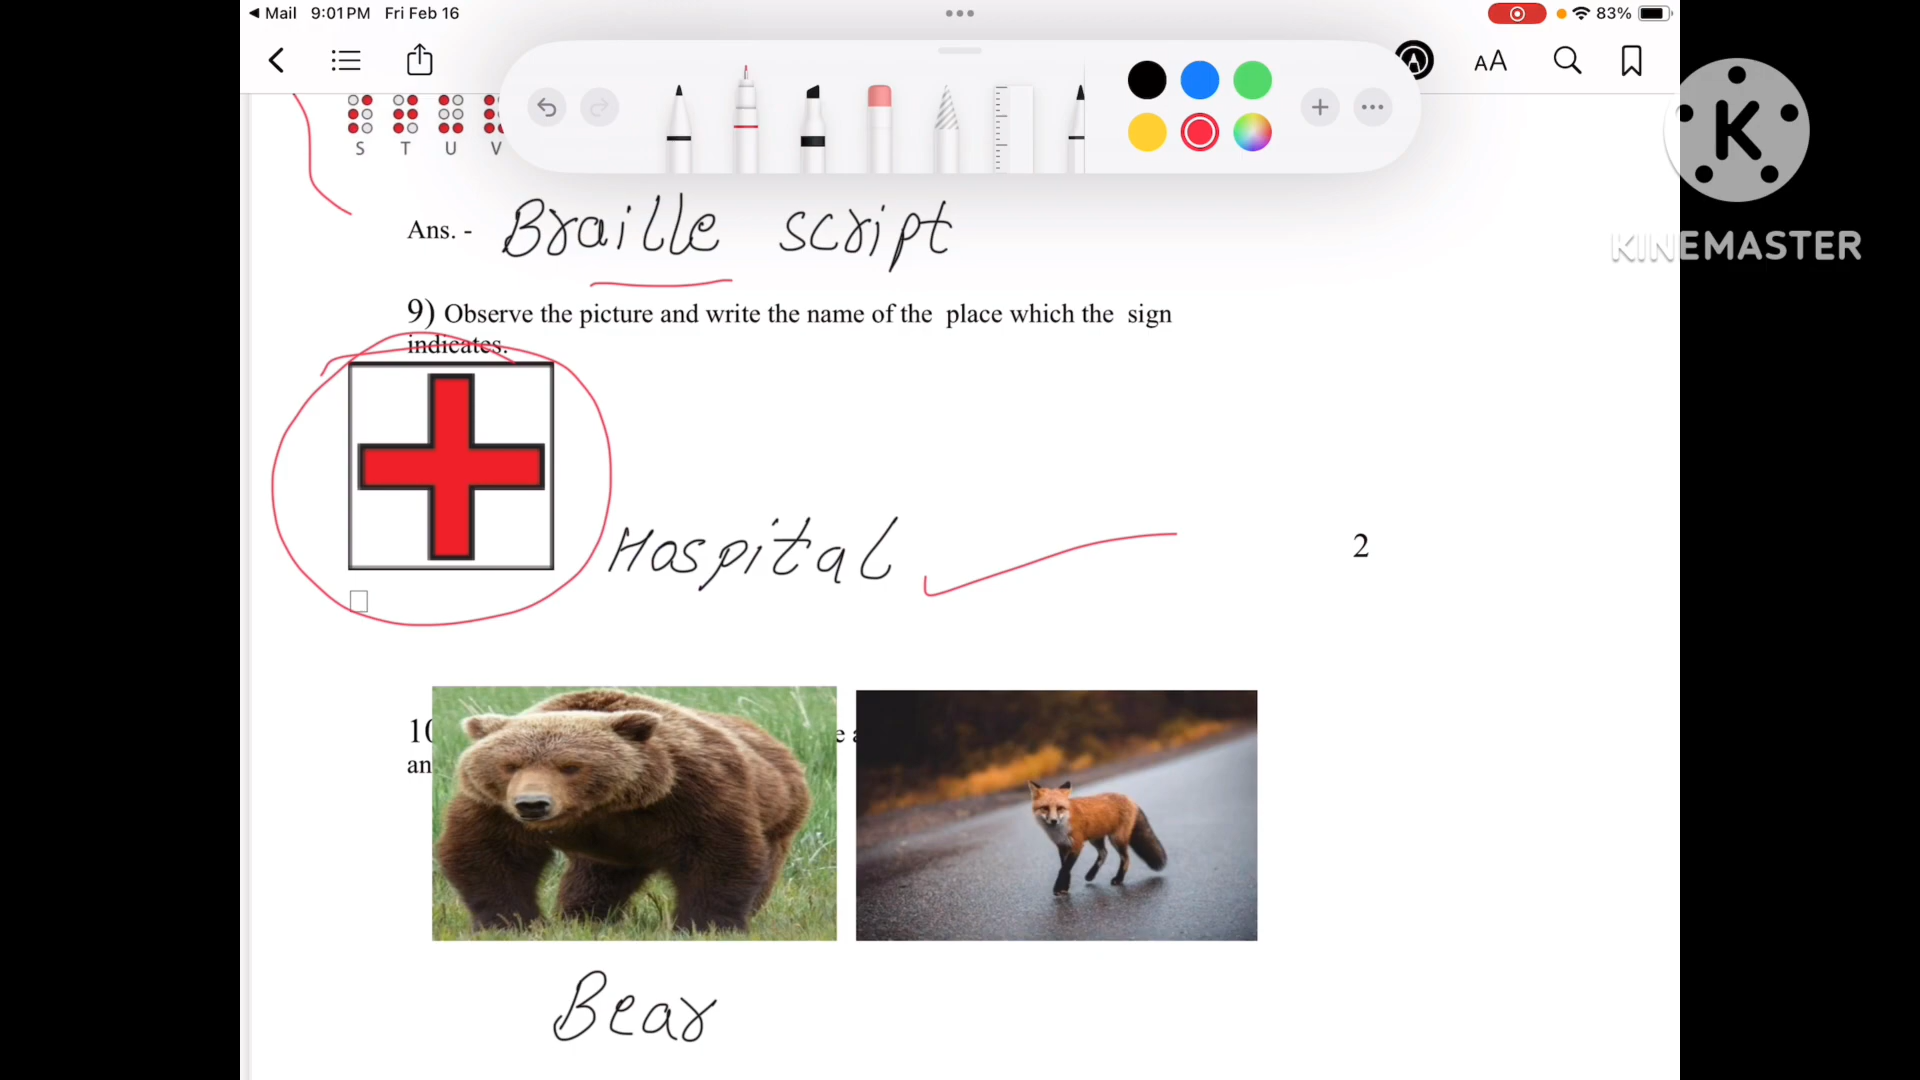 Mail 9:01 PM Fri Feb 16 83%
AA
S T U V
K
KINEMASTER
Ans. - Braille script
9) Observe the picture and write the name of the place which the sign
indicates.
Hospital
2
Bear